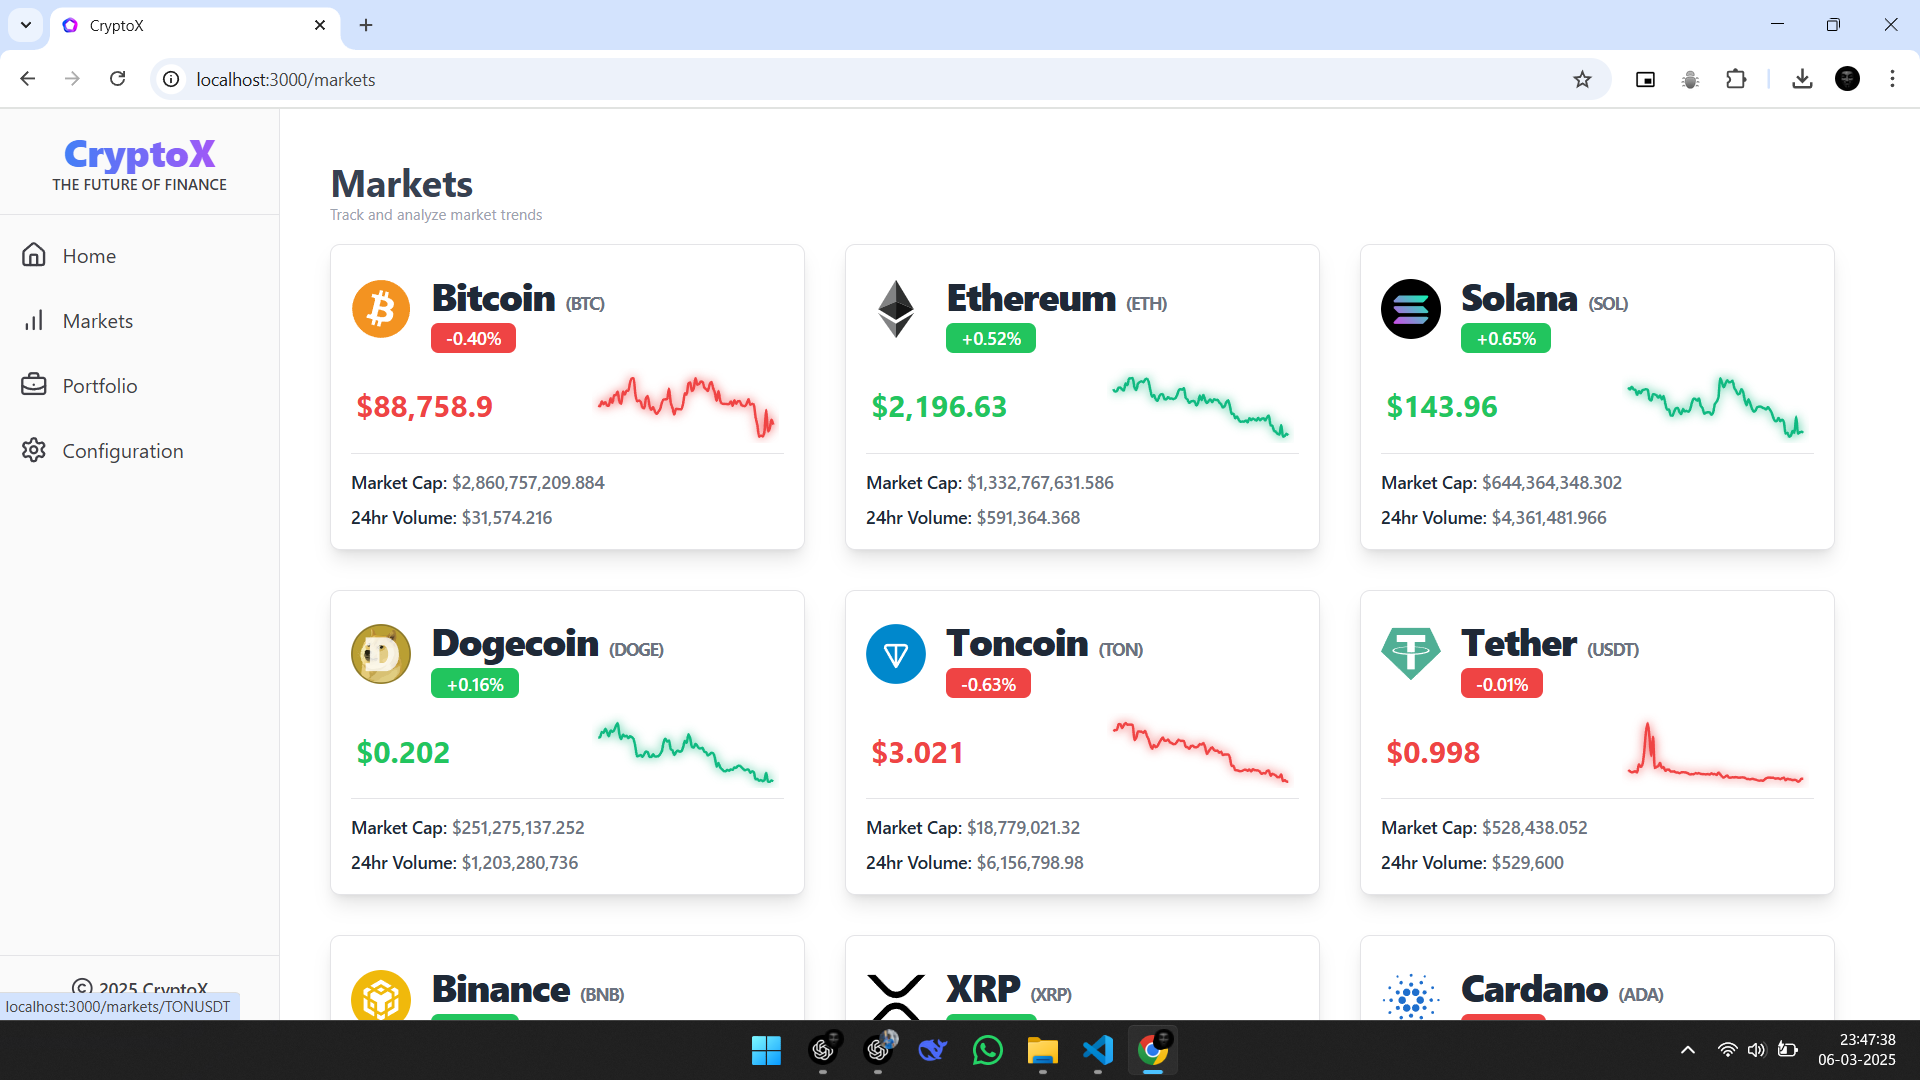 CryptoX
localhost:3000/markets
CryptoX
THE FUTURE OF FINANCE
Home
Markets
Portfolio
Configuration
© 2025 CryptoX
localhost:3000/markets/TONUSDT
Markets
Track and analyze market trends
Bitcoin (BTC)
-0.40%
$88,758.9
Market Cap: $2,860,757,209.884
24hr Volume: $31,574.216
Ethereum (ETH)
+0.52%
$2,196.63
Market Cap: $1,332,767,631.586
24hr Volume: $591,364.368
Solana (SOL)
+0.65%
$143.96
Market Cap: $644,364,348.302
24hr Volume: $4,361,481.966
Dogecoin (DOGE)
+0.16%
$0.202
Market Cap: $251,275,137.252
24hr Volume: $1,203,280,736
Toncoin (TON)
-0.63%
$3.021
Market Cap: $18,779,021.32
24hr Volume: $6,156,798.98
Tether (USDT)
-0.01%
$0.998
Market Cap: $528,438.052
24hr Volume: $529,600
Binance (BNB)
XRP (XRP)
Cardano (ADA)
23:47:38
06-03-2025